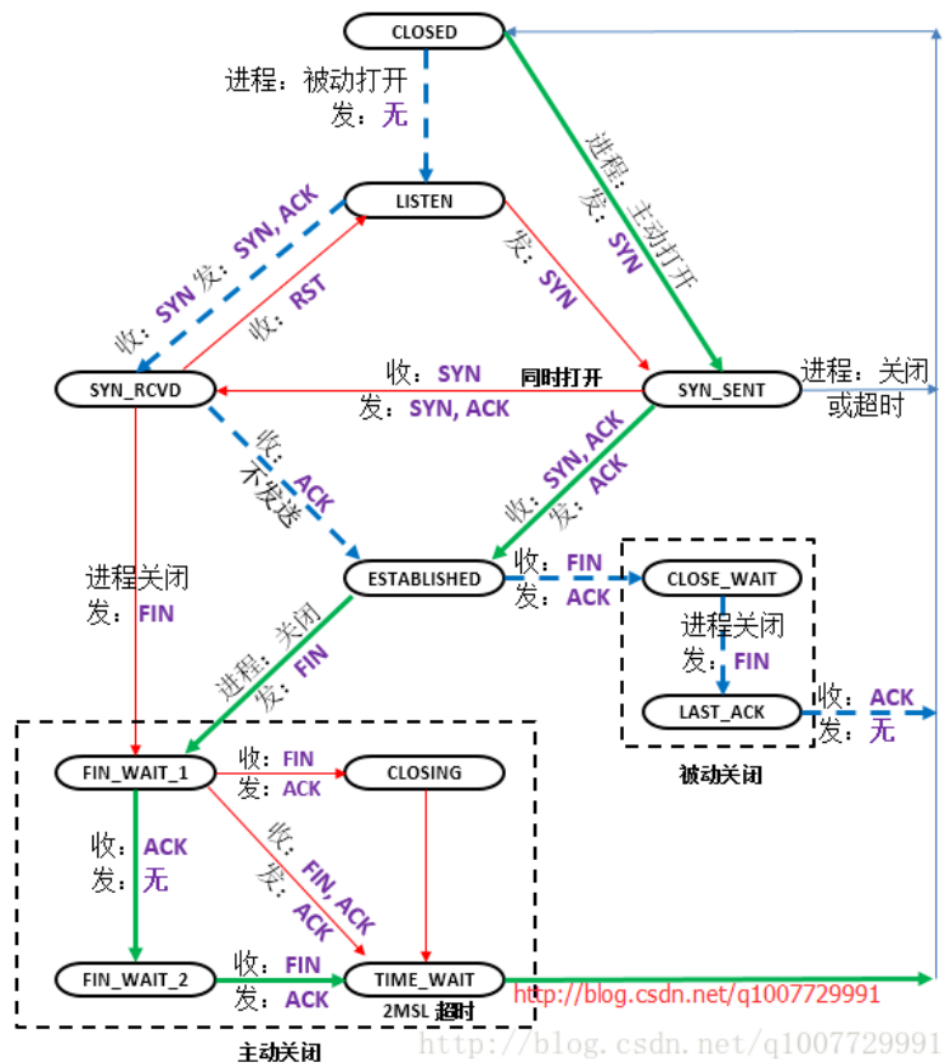 CLOSED
进程：被动打开
发：无
进程：主动打开
发：SYN
LISTEN
收：SYN 发：SYN, ACK
收：RST
发：SYN
SYN_RCVD
收：SYN
同时打开
发：SYN, ACK
SYN_SENT
进程：关闭
或超时
收：ACK
不发送
收：SYN, ACK
发：ACK
进程关闭
发：FIN
ESTABLISHED
收：FIN
发：ACK
CLOSE_WAIT
进程关闭
发：FIN
LAST_ACK
收：ACK
发：无
被动关闭
进程：关闭
发：FIN
FIN_WAIT_1
收：FIN
发：ACK
CLOSING
收：ACK
发：无
收：FIN, ACK
发：ACK
FIN_WAIT_2
收：FIN
发：ACK
TIME_WAIT
2MSL 超时
http://blog.csdn.net/q1007729991
主动关闭
http://blog.csdn.net/q1007729991